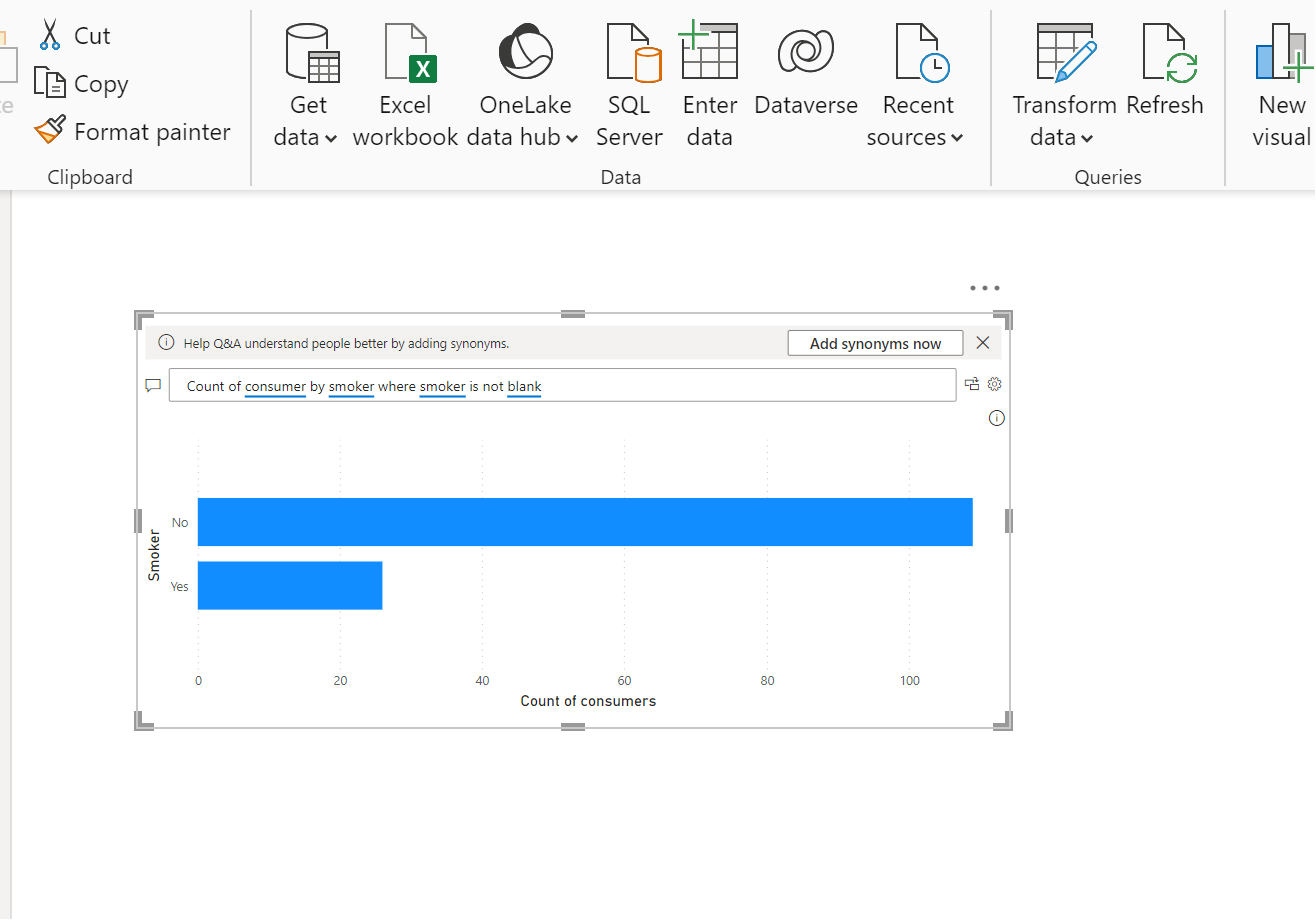 Cut
Copy
Format painter
Clipboard
Get data
Excel workbook
OneLake data hub
SQL Server
Enter data
Dataverse
Recent sources
Data
Transform data
Refresh
Queries
New visual
Help Q&A understand people better by adding synonyms.
Add synonyms now
Count of consumer by smoker where smoker is not blank
Smoker
No
Yes
0 20 40 60 80 100
Count of consumers